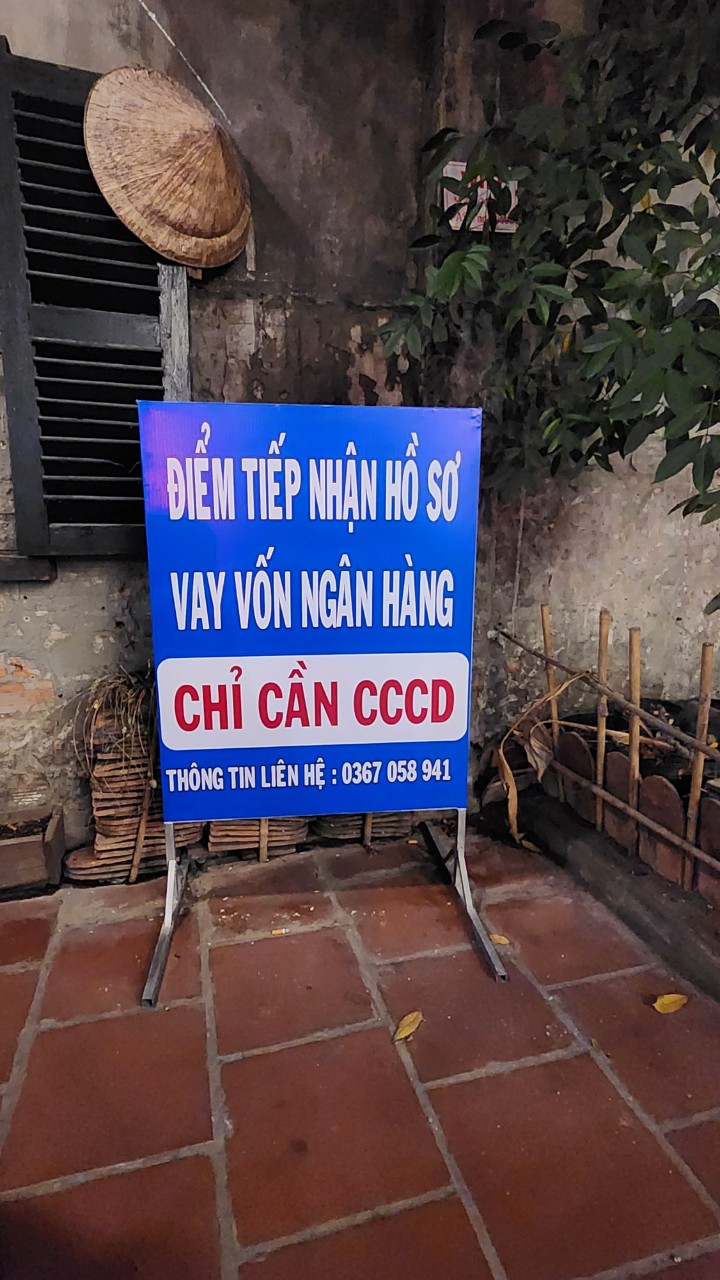 ĐIỂM TIẾP NHẬN HỒ SƠ
VAY VỐN NGÂN HÀNG
CHỈ CẦN CCCD
THÔNG TIN LIÊN HỆ : 0367 058 941